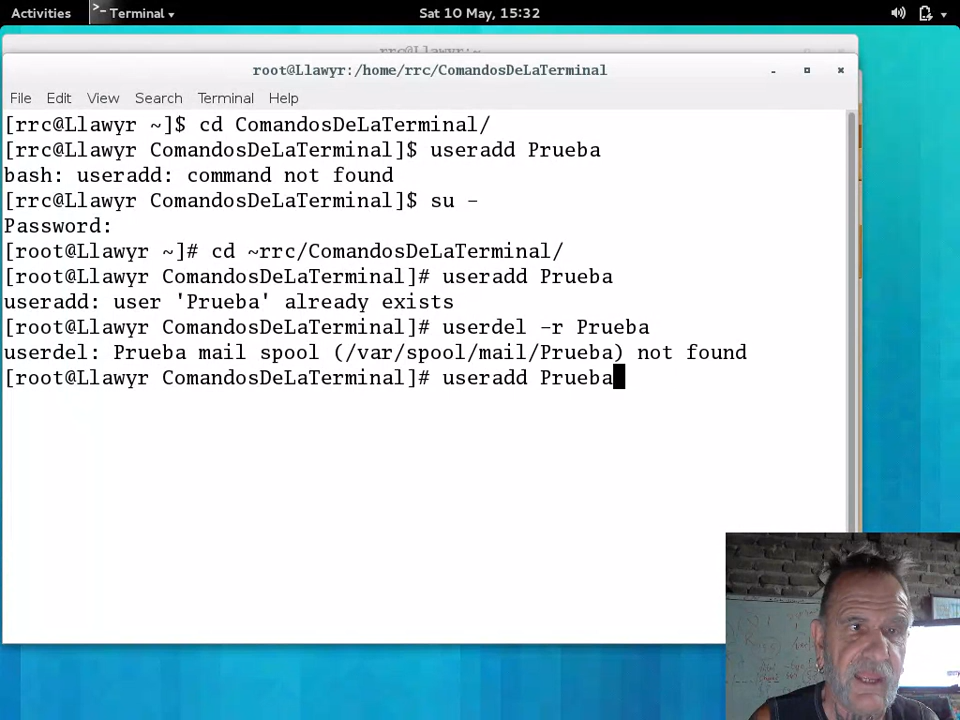 Activities
Terminal
Sat 10 May, 15:32
root@Llawyr:/home/rrc/ComandosDeLaTerminal
File Edit View Search Terminal Help
[rrc@Llawyr ~]$ cd ComandosDeLaTerminal/
[rrc@Llawyr ComandosDeLaTerminal]$ useradd Prueba
bash: useradd: command not found
[rrc@Llawyr ComandosDeLaTerminal]$ su -
Password:
[root@Llawyr ~]# cd ~rrc/ComandosDeLaTerminal/
[root@Llawyr ComandosDeLaTerminal]# useradd Prueba
useradd: user 'Prueba' already exists
[root@Llawyr ComandosDeLaTerminal]# userdel -r Prueba
userdel: Prueba mail spool (/var/spool/mail/Prueba) not found
[root@Llawyr ComandosDeLaTerminal]# useradd Prueba